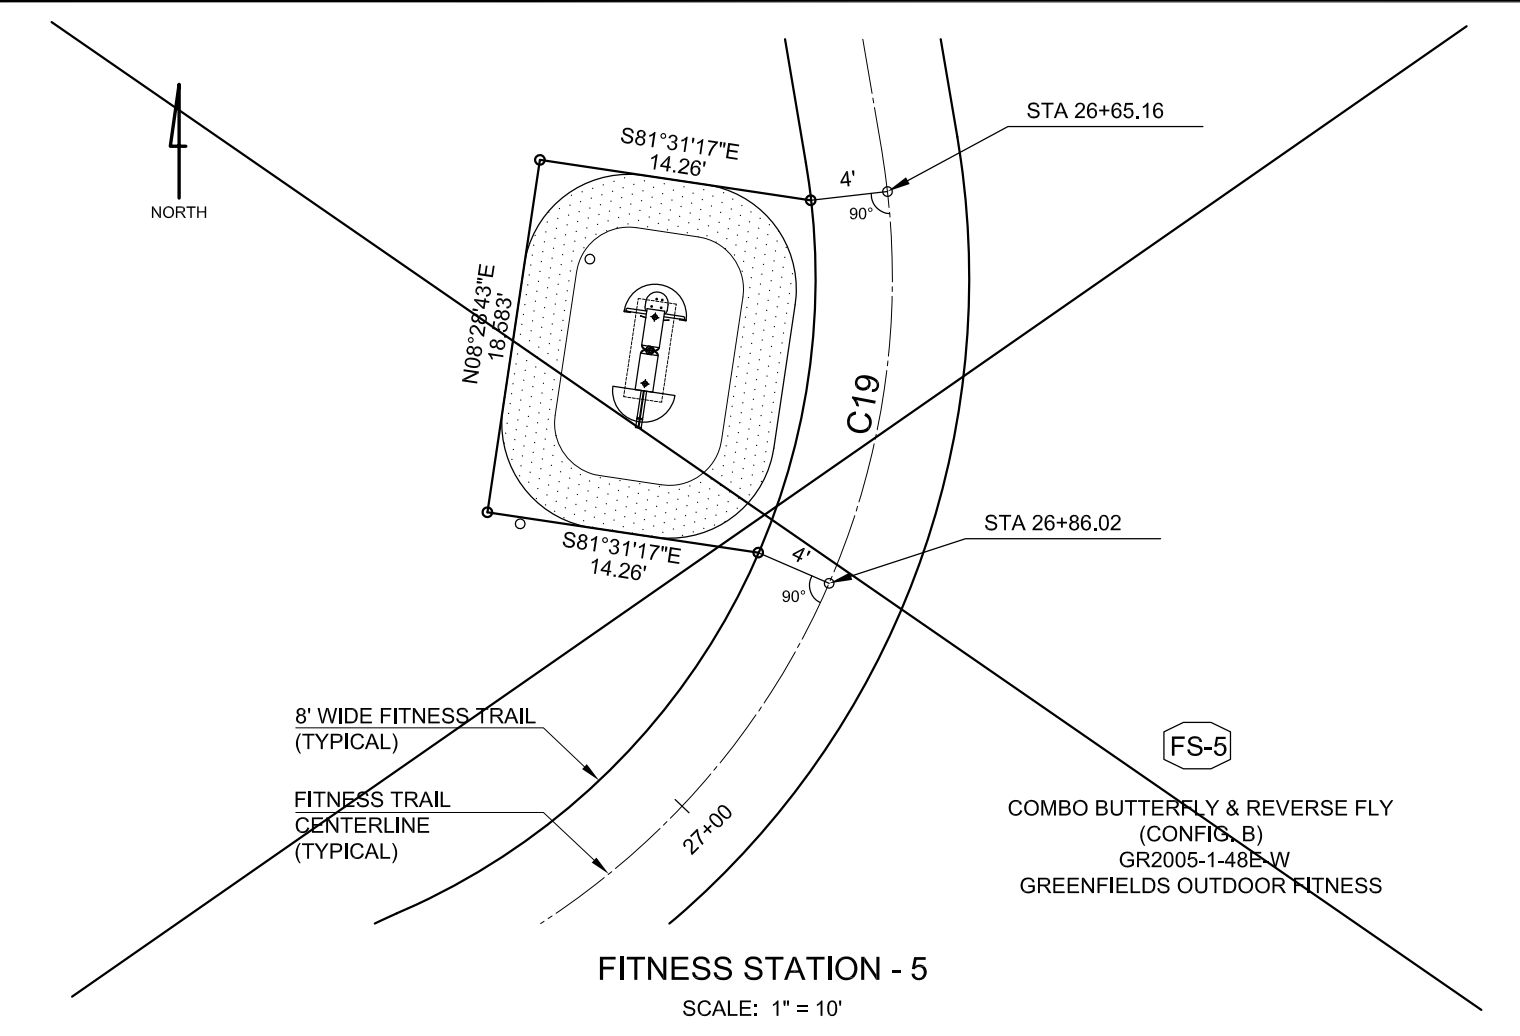 STA 26+65.16
S81°31'17"E
14.26'
4'
90°
NORTH
N08°28'43"E
18.583'
C19
STA 26+86.02
S81°31'17"E
14.26'
4'
90°
8' WIDE FITNESS TRAIL
(TYPICAL)
FITNESS TRAIL
CENTERLINE
(TYPICAL)
27+00
FS-5
COMBO BUTTERFLY & REVERSE FLY
(CONFIG. B)
GR2005-1-48E-W
GREENFIELDS OUTDOOR FITNESS
FITNESS STATION - 5
SCALE: 1" = 10'